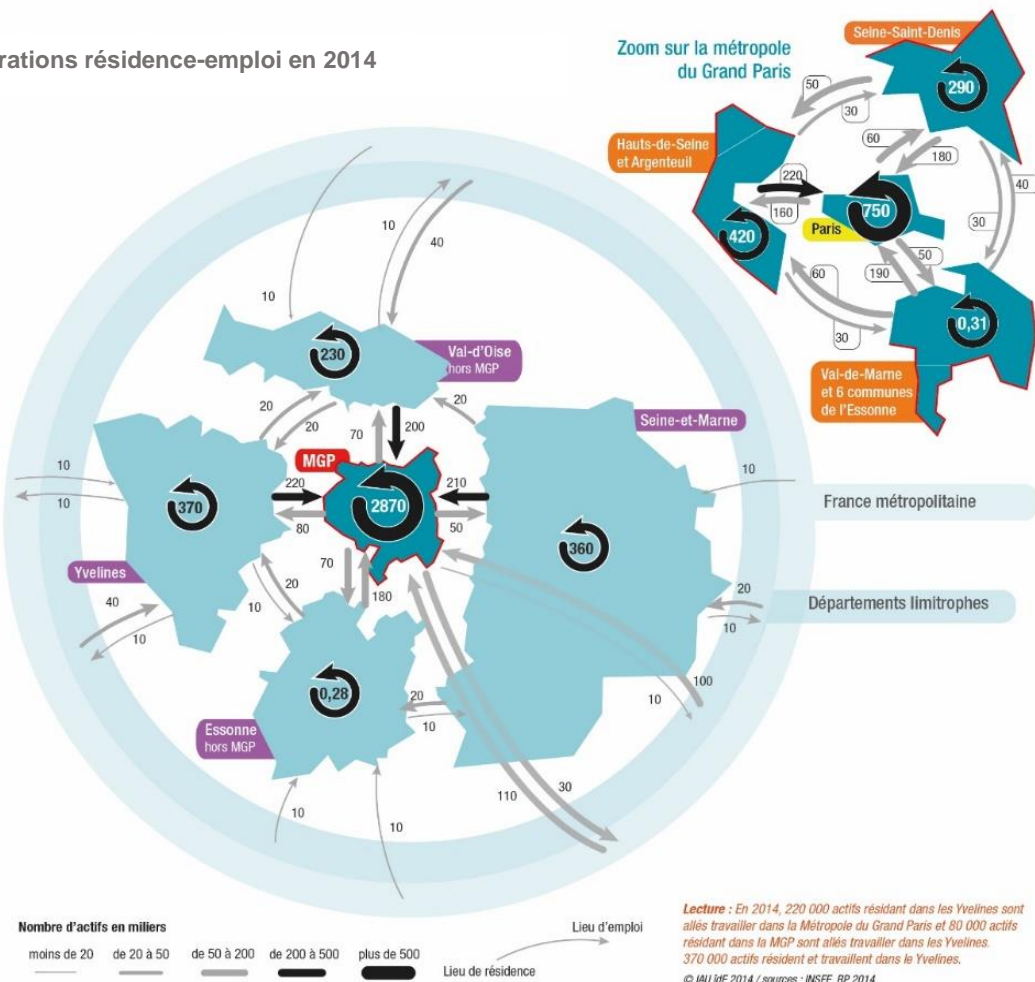 rations résidence-emploi en 2014
Zoom sur la métropole
du Grand Paris
Seine-Saint-Denis
290
50
30
60
180
Hauts-de-Seine
et Argenteuil
220
160
420
750
Paris
40
30
50
190
60
30
0,31
Val-de-Marne
et 6 communes
de l'Essonne
10
10
40
230
Val-d'Oise
hors MGP
20
20
70
200
20
Seine-et-Marne
MGP
10
10
220
80
370
2870
210
50
360
10
France métropolitaine
Yvelines
70
180
20
10
40
10
20
10
Départements limitrophes
0,28
Essonne
hors MGP
20
10
100
10
110
30
10
10
Nombre d'actifs en miliers
moins de 20
de 20 à 50
de 50 à 200
de 200 à 500
plus de 500
Lieu d'emploi
Lieu de résidence
Lecture : En 2014, 220 000 actifs résidant dans les Yvelines sont
allés travailler dans la Métropole du Grand Paris et 80 000 actifs
résidant dans la MGP sont allés travailler dans les Yvelines.
370 000 actifs résident et travaillent dans le Yvelines.
© IAU îdF 2014 / sources : INSEE, RP 2014